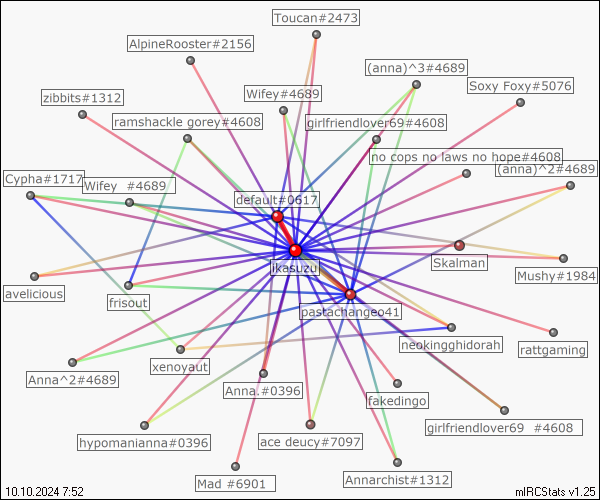 Toucan#2473
AlpineRooster#2156
(anna)^3#4689
Soxy Foxy#5076
zibbits#1312
Wifey#4689
ramshackle gorey#4608
girlfriendlover69#4608
no cops no laws no hope#4608
(anna)^2#4689
Cypha#1717
Wifey #4689
default#0617
ikasuzu
Skalman
Mushy#1984
avelicious
frisout
pastachangeo41
neokingghidorah
rattgaming
Anna^2#4689
xenoyaut
Anna.#0396
fakedingo
girlfriendlover69 #4608
hypomanianna#0396
ace deucy#7097
Mad #6901
Annarchist#1312
10.10.2024 7:52
mIRCStats v1.25